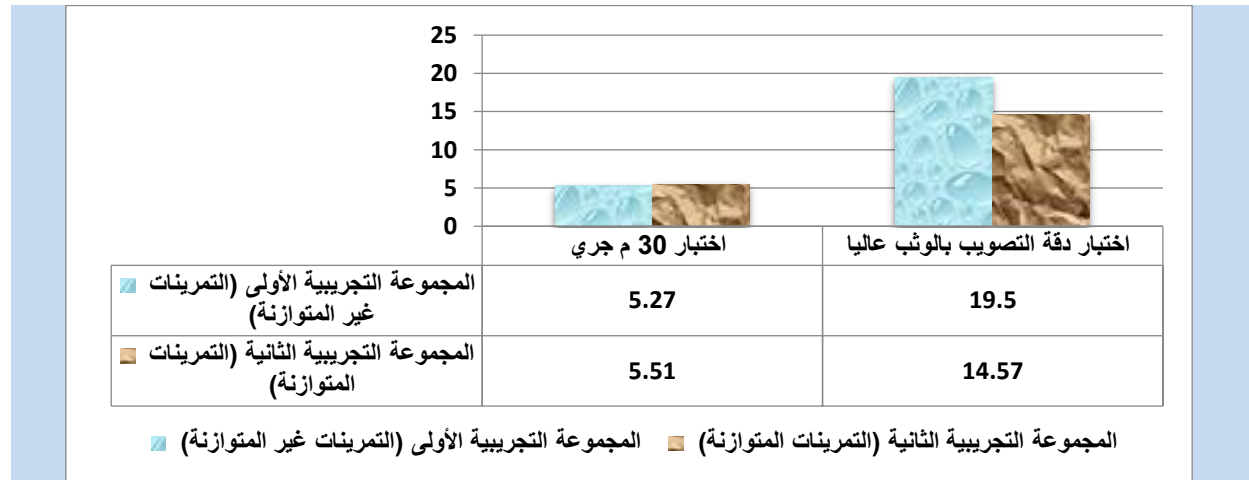 25
20
15
10
5
0
اختبار 30 م جري
اختبار دقة التصويب بالوثب عاليا
المجموعة التجريبية الأولى (التمرينات
غير المتوازنة)
5.27
19.5
المجموعة التجريبية الثانية (التمرينات
المتوازنة)
5.51
14.57
المجموعة التجريبية الثانية (التمرينات المتوازنة)
المجموعة التجريبية الأولى (التمرينات غير المتوازنة)